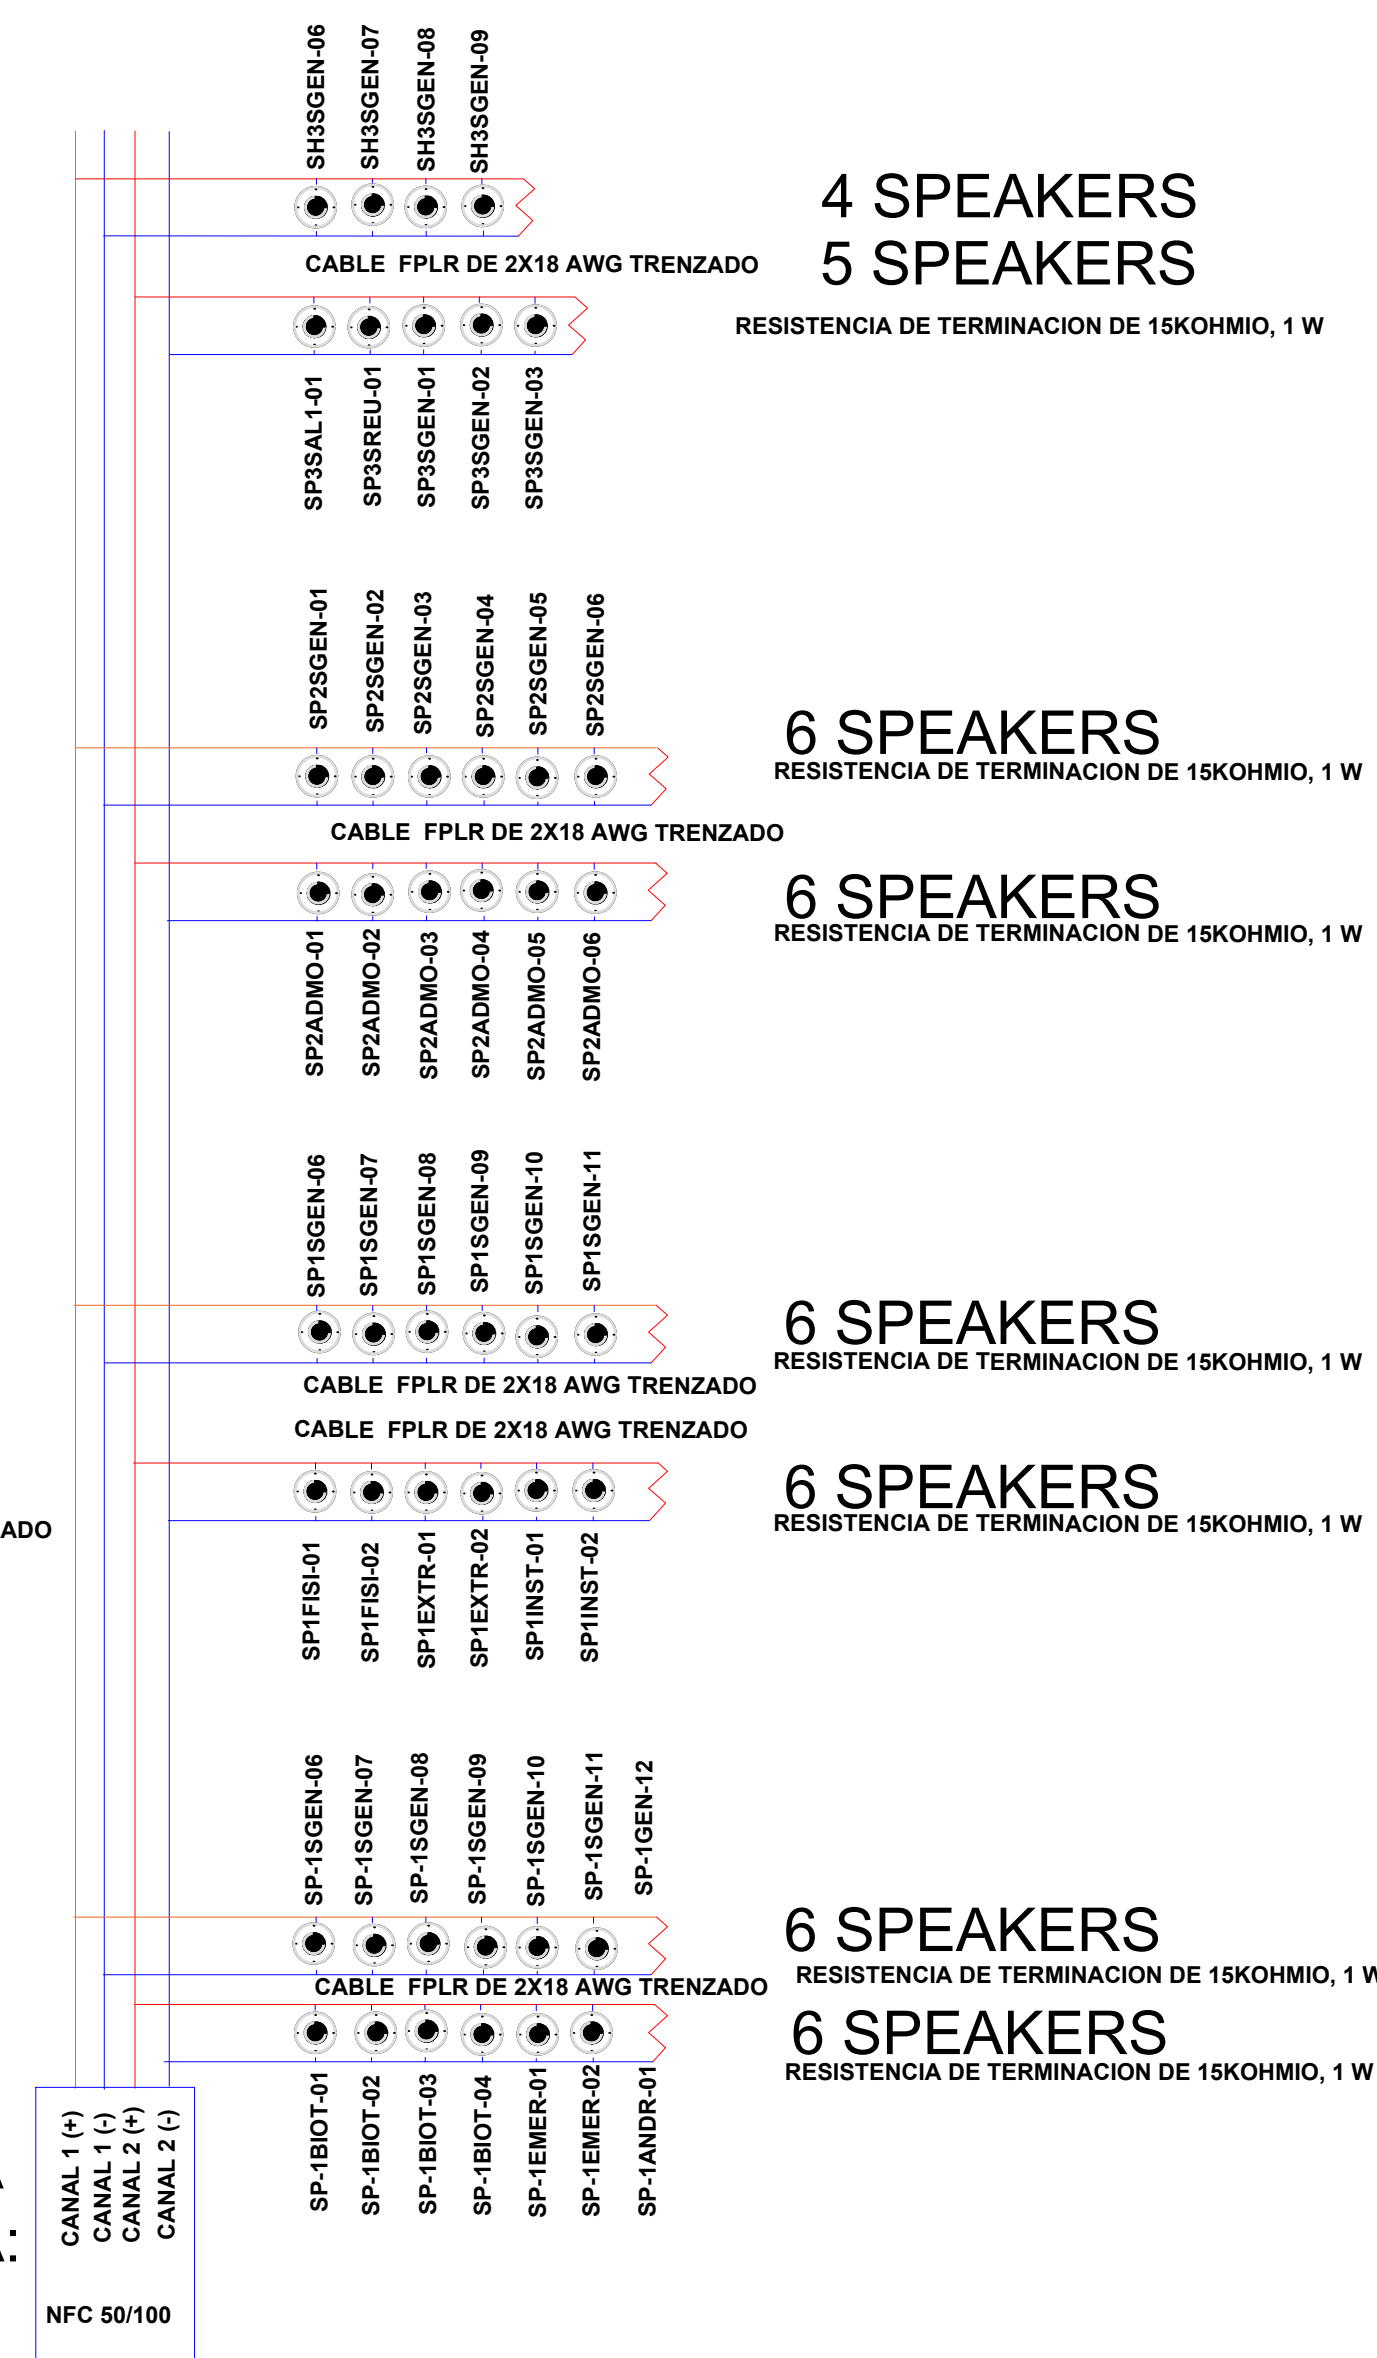 SH3SGEN-06
SH3SGEN-07
SH3SGEN-08
SH3SGEN-09
4 SPEAKERS
CABLE FPLR DE 2X18 AWG TRENZADO
5 SPEAKERS
RESISTENCIA DE TERMINACION DE 15KOHMIO, 1 W
SP3SAL1-01
SP3SREU-01
SP3SGEN-01
SP3SGEN-02
SP3SGEN-03
SP2SGEN-01
SP2SGEN-02
SP2SGEN-03
SP2SGEN-04
SP2SGEN-05
SP2SGEN-06
6 SPEAKERS
RESISTENCIA DE TERMINACION DE 15KOHMIO, 1 W
CABLE FPLR DE 2X18 AWG TRENZADO
6 SPEAKERS
RESISTENCIA DE TERMINACION DE 15KOHMIO, 1 W
SP2ADMO-01
SP2ADMO-02
SP2ADMO-03
SP2ADMO-04
SP2ADMO-05
SP2ADMO-06
SP1SGEN-06
SP1SGEN-07
SP1SGEN-08
SP1SGEN-09
SP1SGEN-10
SP1SGEN-11
6 SPEAKERS
RESISTENCIA DE TERMINACION DE 15KOHMIO, 1 W
CABLE FPLR DE 2X18 AWG TRENZADO
CABLE FPLR DE 2X18 AWG TRENZADO
6 SPEAKERS
RESISTENCIA DE TERMINACION DE 15KOHMIO, 1 W
ADO
SP1FISI-01
SP1FISI-02
SP1EXTR-01
SP1EXTR-02
SP1INST-01
SP1INST-02
SP-1SGEN-06
SP-1SGEN-07
SP-1SGEN-08
SP-1SGEN-09
SP-1SGEN-10
SP-1SGEN-11
SP-1GEN-12
6 SPEAKERS
RESISTENCIA DE TERMINACION DE 15KOHMIO, 1 W
CABLE FPLR DE 2X18 AWG TRENZADO
6 SPEAKERS
RESISTENCIA DE TERMINACION DE 15KOHMIO, 1 W
SP-1BIOT-01
SP-1BIOT-02
SP-1BIOT-03
SP-1BIOT-04
SP-1EMER-01
SP-1EMER-02
SP-1ANDR-01
CANAL 1 (+)
CANAL 1 (-)
CANAL 2 (+)
CANAL 2 (-)
NFC 50/100